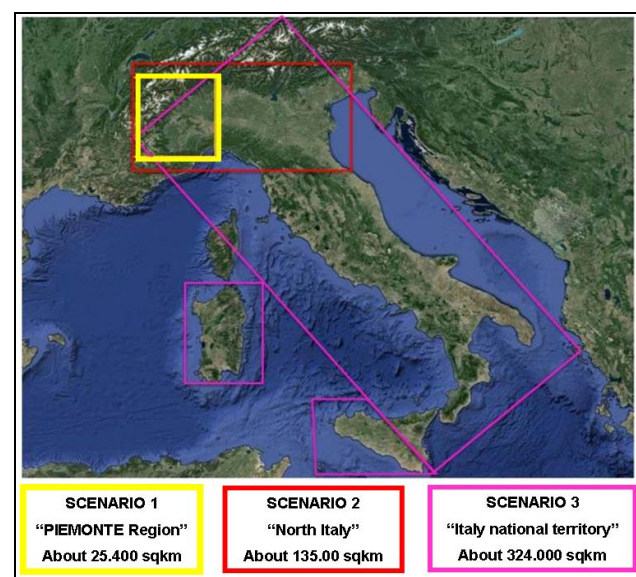 SCENARIO 1
“PIEMONTE Region”
About 25.400 sqkm
SCENARIO 2
“North Italy”
About 135.00 sqkm
SCENARIO 3
“Italy national territory”
About 324.000 sqkm